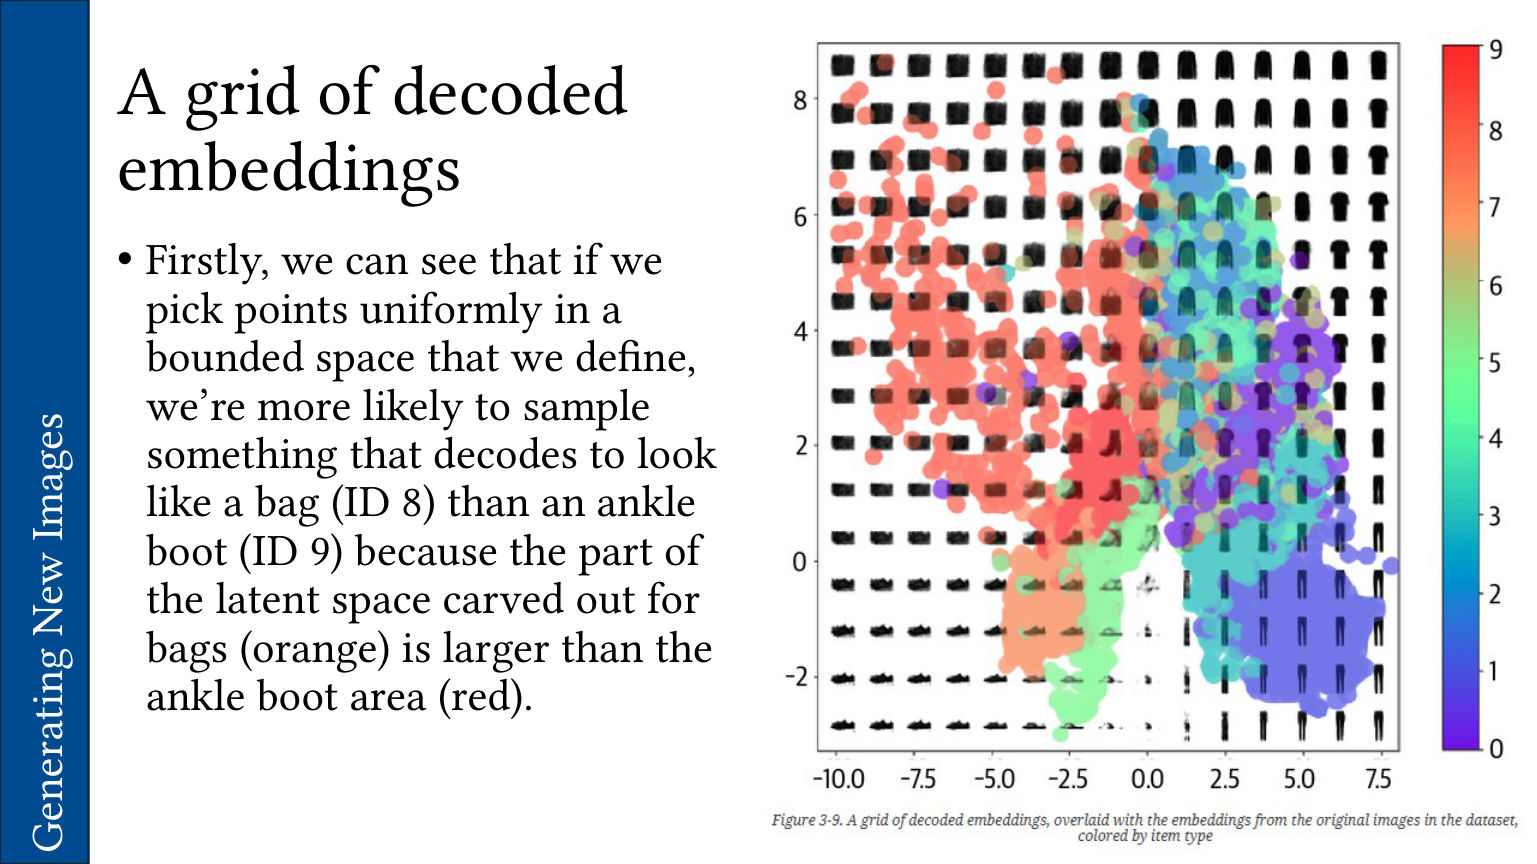 Generating New Images
A grid of decoded
embeddings
• Firstly, we can see that if we
pick points uniformly in a
bounded space that we define,
we’re more likely to sample
something that decodes to look
like a bag (ID 8) than an ankle
boot (ID 9) because the part of
the latent space carved out for
bags (orange) is larger than the
ankle boot area (red).
8
6
4
2
0
−2
−10.0 −7.5 −5.0 −2.5 0.0 2.5 5.0 7.5
9
8
7
6
5
4
3
2
1
0
Figure 3-9. A grid of decoded embeddings, overlaid with the embeddings from the original images in the dataset,
colored by item type